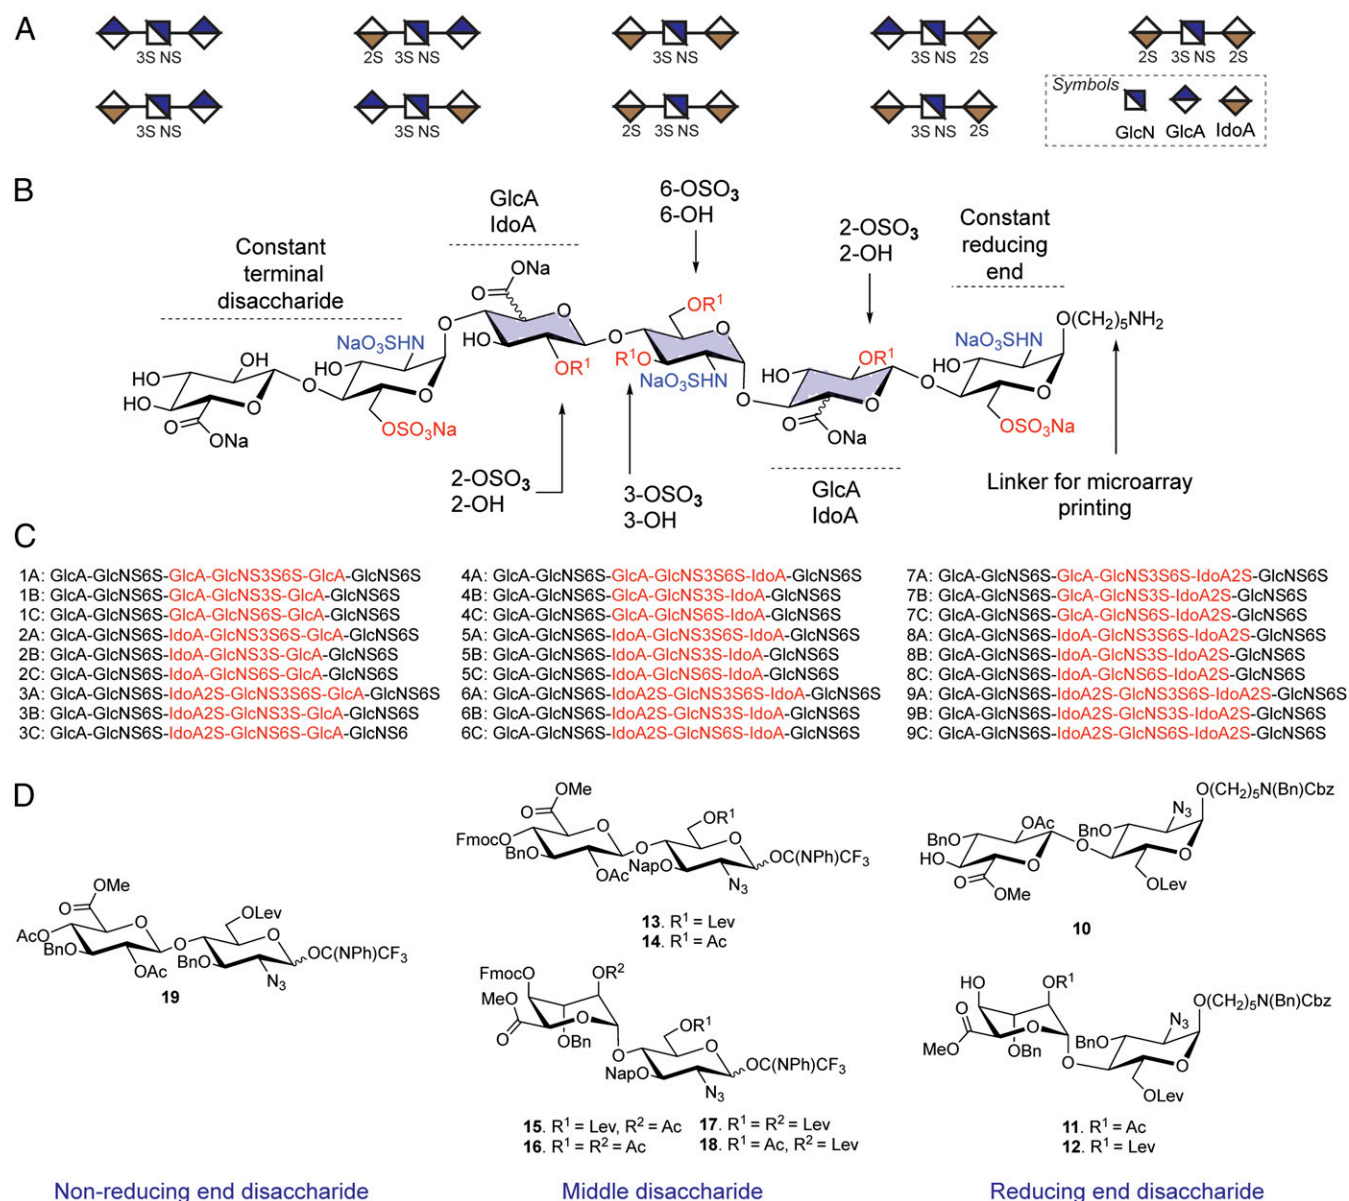 A
3S NS
2S 3S NS
3S NS
3S NS 2S
2S 3S NS 2S
3S NS
3S NS
2S 3S NS
3S NS 2S
Symbols
GlcN GlcA IdoA
B
Constant
terminal
disaccharide
GlcA
IdoA
6-OSO3
6-OH
2-OSO3
2-OH
Constant
reducing
end
ONa
O
O
OR1
O
O(CH2)5NH2
OH
NaO3SHN
HO
O
HO
O
OR1
R1O
NaO3SHN
HO
OR1
O
O
NaO3SHN
HO
O
HO
HO
O
O
ONa
O
OSO3Na
O
O
O
ONa
OSO3Na
2-OSO3
2-OH
3-OSO3
3-OH
GlcA
IdoA
Linker for microarray
printing
C
1A: GlcA-GlcNS6S-GlcA-GlcNS3S6S-GlcA-GlcNS6S
1B: GlcA-GlcNS6S-GlcA-GlcNS3S-GlcA-GlcNS6S
1C: GlcA-GlcNS6S-GlcA-GlcNS6S-GlcA-GlcNS6S
2A: GlcA-GlcNS6S-IdoA-GlcNS3S6S-GlcA-GlcNS6S
2B: GlcA-GlcNS6S-IdoA-GlcNS3S-GlcA-GlcNS6S
2C: GlcA-GlcNS6S-IdoA-GlcNS6S-GlcA-GlcNS6S
3A: GlcA-GlcNS6S-IdoA2S-GlcNS3S6S-GlcA-GlcNS6S
3B: GlcA-GlcNS6S-IdoA2S-GlcNS3S-GlcA-GlcNS6S
3C: GlcA-GlcNS6S-IdoA2S-GlcNS6S-GlcA-GlcNS6
4A: GlcA-GlcNS6S-GlcA-GlcNS3S6S-IdoA-GlcNS6S
4B: GlcA-GlcNS6S-GlcA-GlcNS3S-IdoA-GlcNS6S
4C: GlcA-GlcNS6S-GlcA-GlcNS6S-IdoA-GlcNS6S
5A: GlcA-GlcNS6S-IdoA-GlcNS3S6S-IdoA-GlcNS6S
5B: GlcA-GlcNS6S-IdoA-GlcNS3S-IdoA-GlcNS6S
5C: GlcA-GlcNS6S-IdoA-GlcNS6S-IdoA-GlcNS6S
6A: GlcA-GlcNS6S-IdoA2S-GlcNS3S6S-IdoA-GlcNS6S
6B: GlcA-GlcNS6S-IdoA2S-GlcNS3S-IdoA-GlcNS6S
6C: GlcA-GlcNS6S-IdoA2S-GlcNS6S-IdoA-GlcNS6S
7A: GlcA-GlcNS6S-GlcA-GlcNS3S6S-IdoA2S-GlcNS6S
7B: GlcA-GlcNS6S-GlcA-GlcNS3S-IdoA2S-GlcNS6S
7C: GlcA-GlcNS6S-GlcA-GlcNS6S-IdoA2S-GlcNS6S
8A: GlcA-GlcNS6S-IdoA-GlcNS3S6S-IdoA2S-GlcNS6S
8B: GlcA-GlcNS6S-IdoA-GlcNS3S-IdoA2S-GlcNS6S
8C: GlcA-GlcNS6S-IdoA-GlcNS6S-IdoA2S-GlcNS6S
9A: GlcA-GlcNS6S-IdoA2S-GlcNS3S6S-IdoA2S-GlcNS6S
9B: GlcA-GlcNS6S-IdoA2S-GlcNS3S-IdoA2S-GlcNS6S
9C: GlcA-GlcNS6S-IdoA2S-GlcNS6S-IdoA2S-GlcNS6S
D
OMe
O
AcO
BnO
O
OAc
O
OLev
O
BnO
N3
OC(NPh)CF3
19
OMe
O
FmocO
BnO
O
OAc
O
OR1
O
NapO
N3
OC(NPh)CF3
13. R1 = Lev
14. R1 = Ac
O(CH2)5N(Bn)Cbz
N3
BnO
OAc
O
BnO
O
HO
O
O
OMe
OLev
10
FmocO
OR2
MeO
O
O
OBn
O
OR1
O
NapO
N3
OC(NPh)CF3
15. R1 = Lev, R2 = Ac 17. R1 = R2 = Lev
16. R1 = R2 = Ac 18. R1 = Ac, R2 = Lev
HO
OR1
O
MeO
O
OBn
O
BnO
N3
O
O(CH2)5N(Bn)Cbz
OLev
11. R1 = Ac
12. R1 = Lev
Non-reducing end disaccharide
Middle disaccharide
Reducing end disaccharide